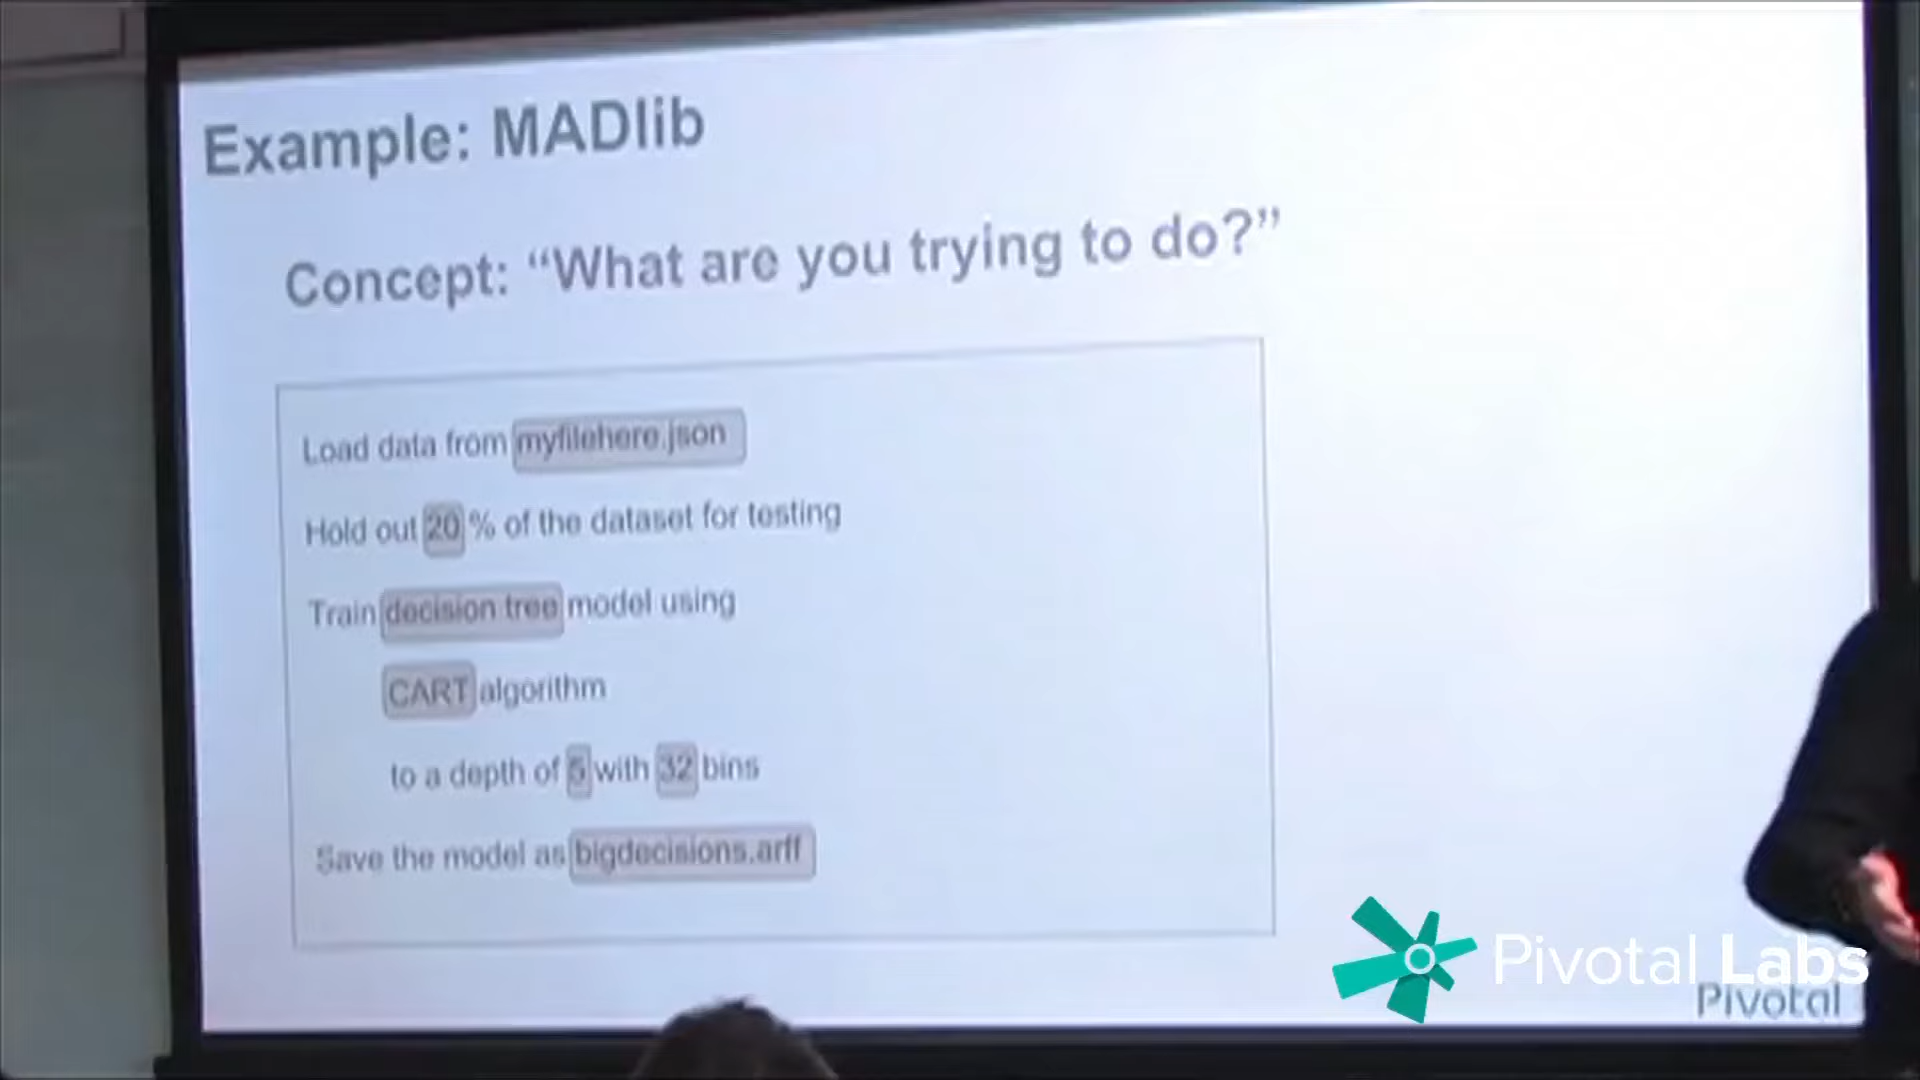 Example: MADlib
Concept: “What are you trying to do?”
Load data from myfilehere.json
Hold out 20 % of the dataset for testing
Train decision tree model using
CART algorithm
to a depth of 5 with 32 bins
Save the model as bigdecisions.arff
Pivotal Labs
Pivotal